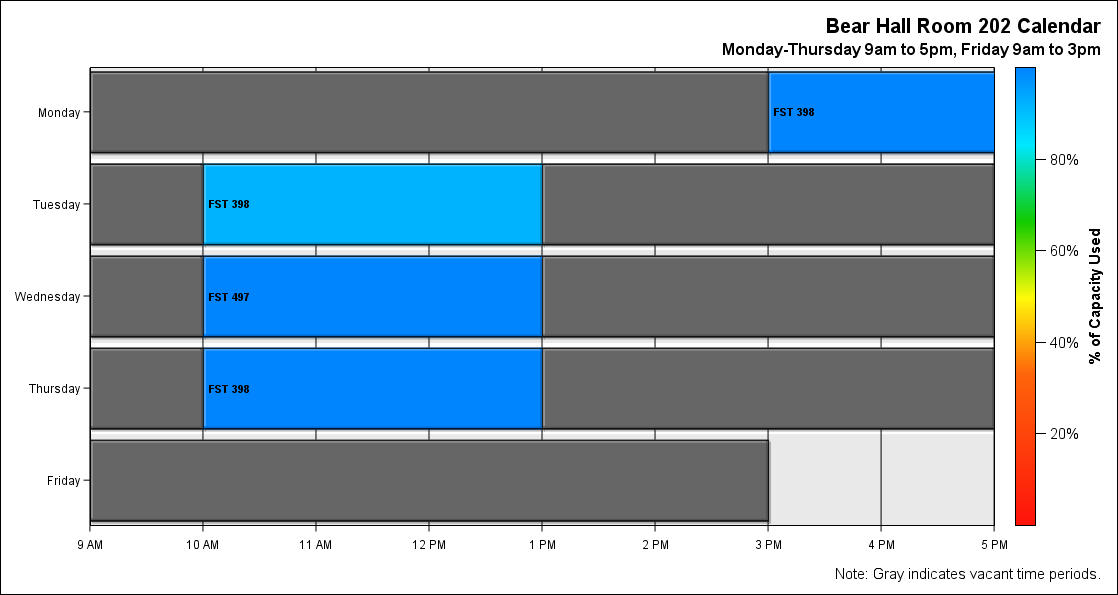 Bear Hall Room 202 Calendar
Monday-Thursday 9am to 5pm, Friday 9am to 3pm
Monday
FST 398
Tuesday
FST 398
Wednesday
FST 497
Thursday
FST 398
Friday
9 AM 10 AM 11 AM 12 PM 1 PM 2 PM 3 PM 4 PM 5 PM
80%
60%
40%
20%
% of Capacity Used
Note: Gray indicates vacant time periods.